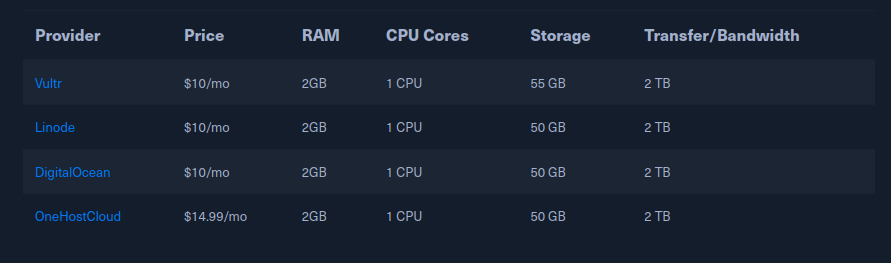 Provider Price RAM CPU Cores Storage Transfer/Bandwidth
Vultr $10/mo 2GB 1 CPU 55 GB 2 TB
Linode $10/mo 2GB 1 CPU 50 GB 2 TB
DigitalOcean $10/mo 2GB 1 CPU 50 GB 2 TB
OneHostCloud $14.99/mo 2GB 1 CPU 50 GB 2 TB